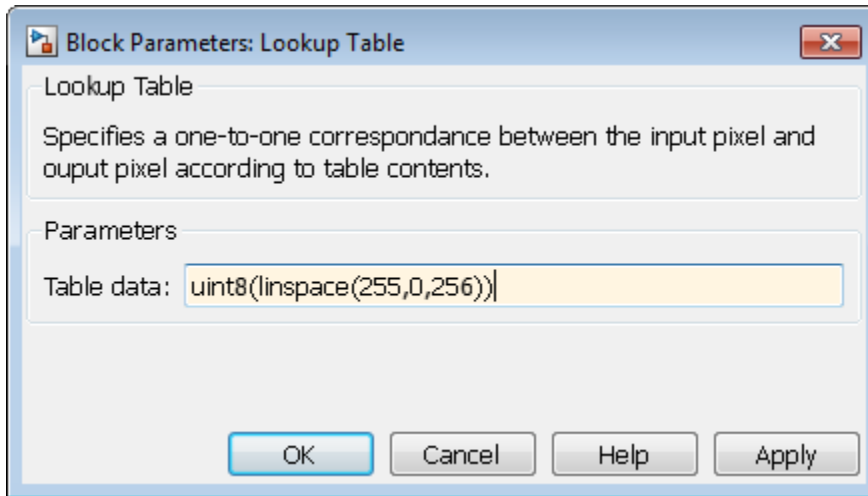 Block Parameters: Lookup Table
Lookup Table
Specifies a one-to-one correspondance between the input pixel and
ouput pixel according to table contents.
Parameters
Table data: uint8(linspace(255,0,256))
OK Cancel Help Apply